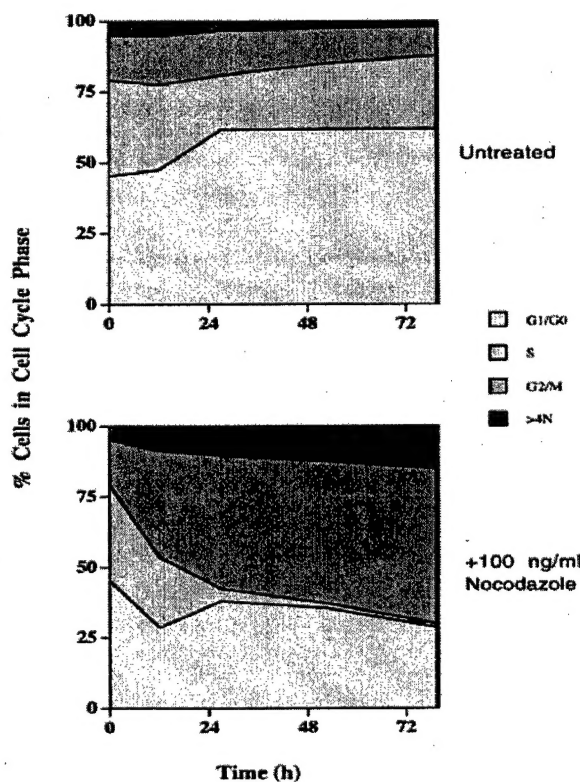 % Cells in Cell Cycle Phase
100
75
50
25
0
0 24 48 72
Untreated
G1/G0
S
G2/M
>4N
100
75
50
25
0
0 24 48 72
+100 ng/ml
Nocodazole
Time (h)